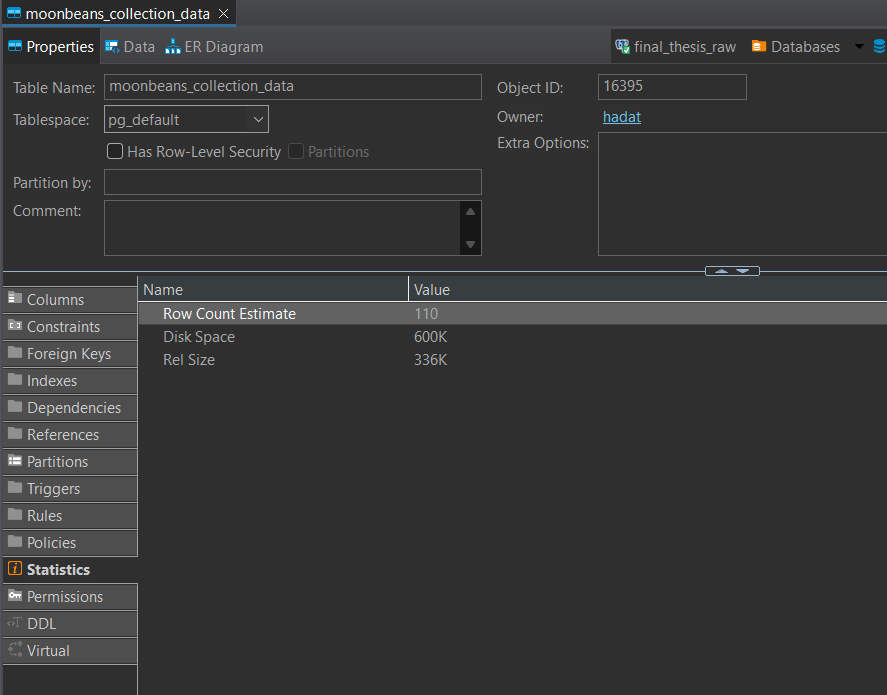 moonbeans_collection_data
Properties Data ER Diagram final_thesis_raw Databases
Table Name: moonbeans_collection_data Object ID: 16395
Tablespace: pg_default Owner: hadat
Has Row-Level Security Partitions Extra Options:
Partition by:
Comment:
Name Value
Row Count Estimate 110
Disk Space 600K
Rel Size 336K
Columns
Constraints
Foreign Keys
Indexes
Dependencies
References
Partitions
Triggers
Rules
Policies
Statistics
Permissions
DDL
Virtual